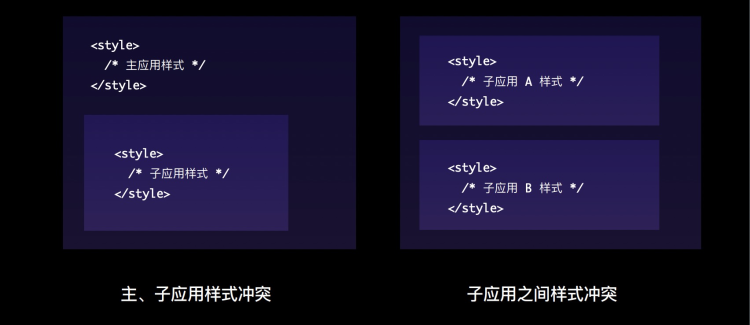 <style>
/* 主应用样式 */
</style>
<style>
/* 子应用样式 */
</style>
主、子应用样式冲突
<style>
/* 子应用 A 样式 */
</style>
<style>
/* 子应用 B 样式 */
</style>
子应用之间样式冲突